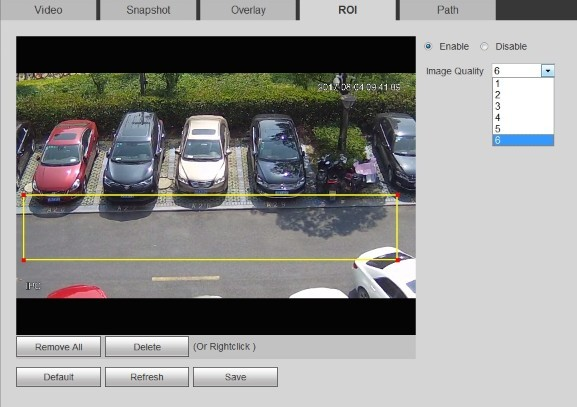 Video Snapshot Overlay ROI Path
Enable Disable
Image Quality 6
1
2
3
4
5
6
2017-08-04 09:41:05
IPC
Remove All Delete (Or Rightclick )
Default Refresh Save